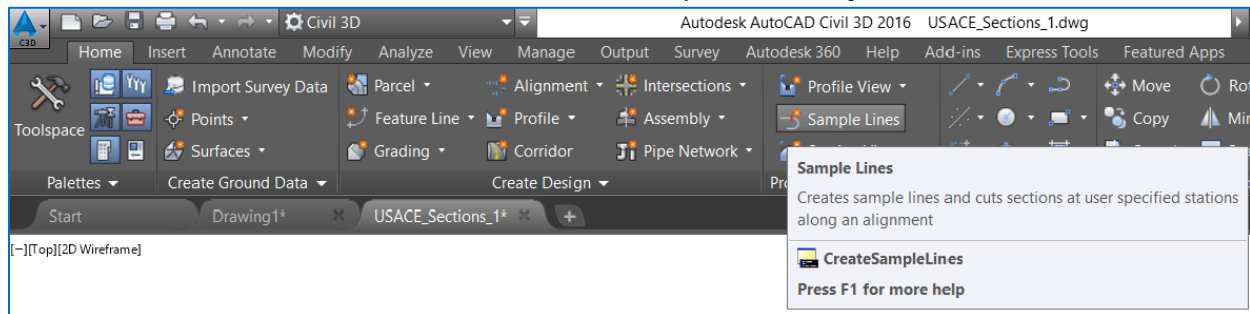 Civil 3D Autodesk AutoCAD Civil 3D 2016 USACE_Sections_1.dwg
C3D
Home Insert Annotate Modify Analyze View Manage Output Survey Autodesk 360 Help Add-ins Express Tools Featured Apps
Import Survey Data Parcel Alignment Intersections Profile View Move
Toolspace Points Feature Line Profile Assembly Sample Lines Copy
Surfaces Grading Corridor Pipe Network
Palettes Create Ground Data Create Design
Sample Lines
Creates sample lines and cuts sections at user specified stations
along an alignment
Start Drawing1* USACE_Sections_1*
[−][Top][2D Wireframe]
CreateSampleLines
Press F1 for more help